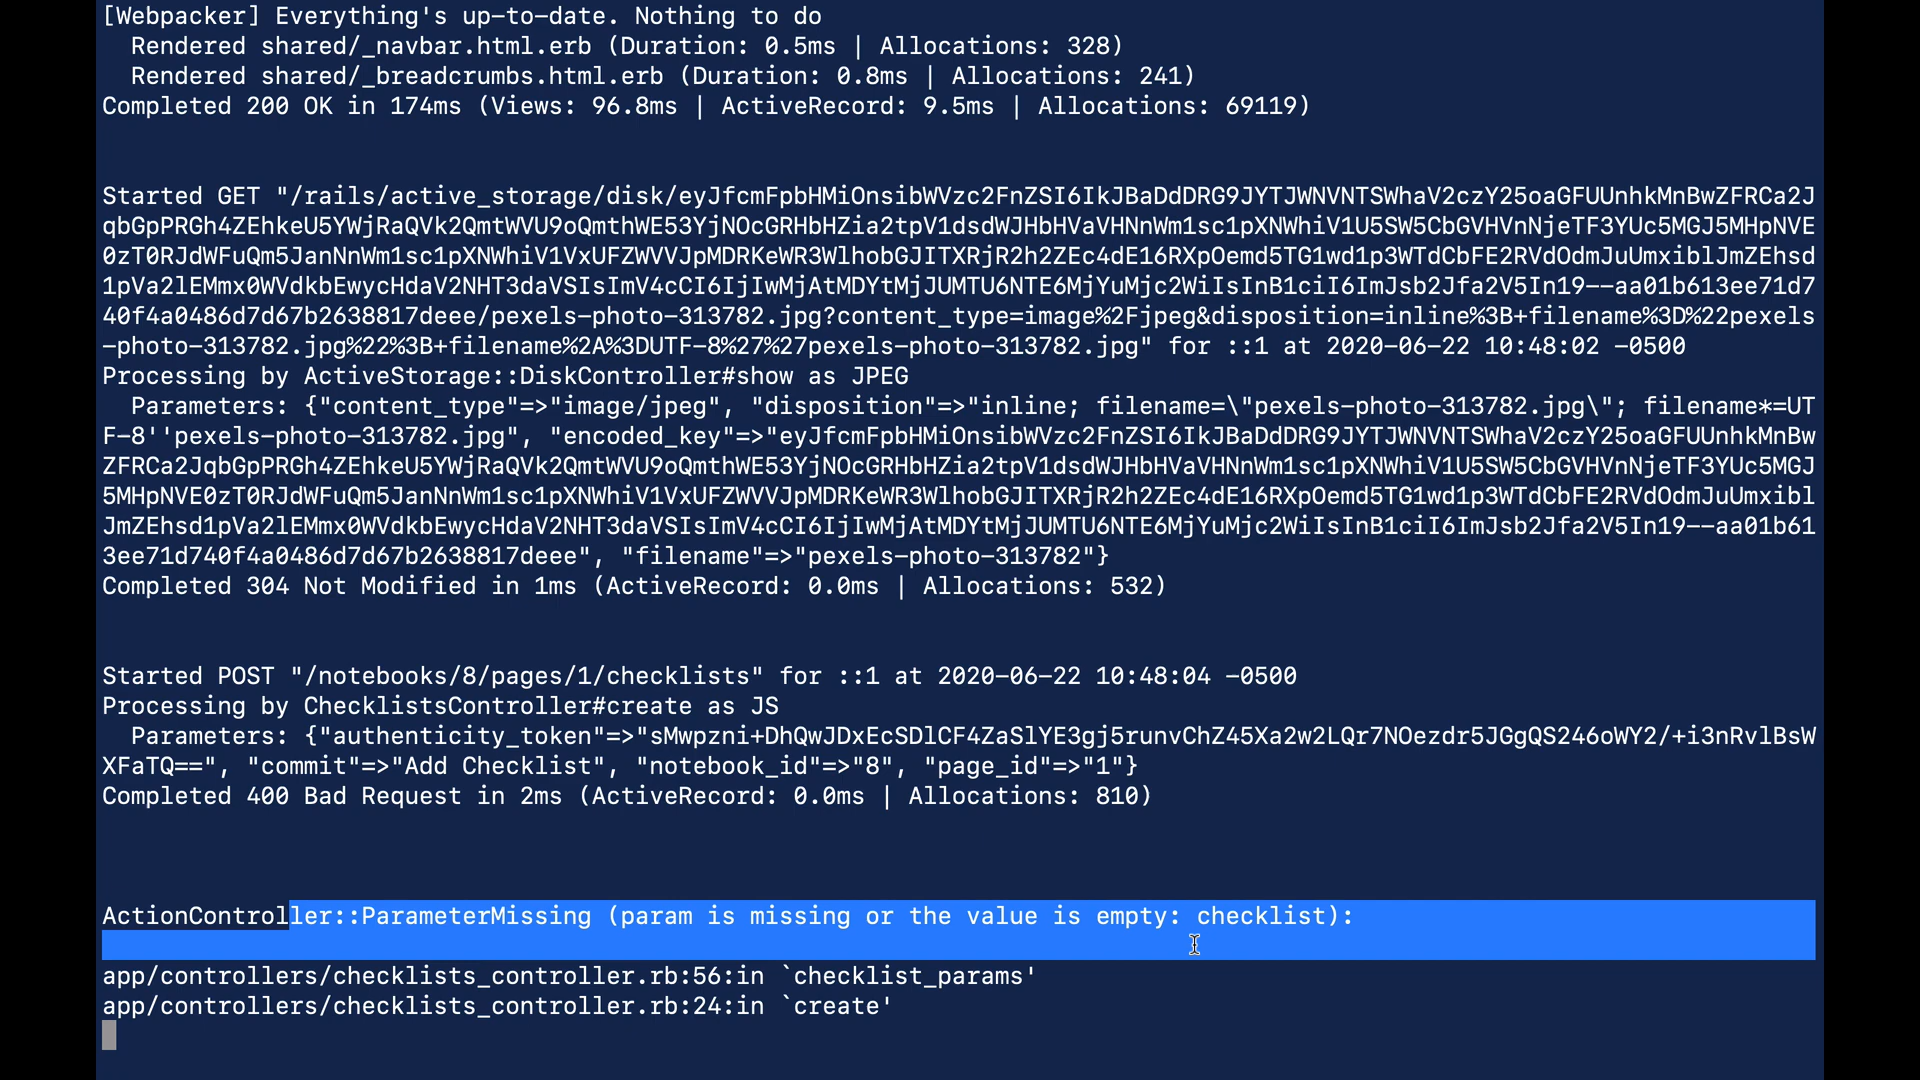 [Webpacker] Everything's up-to-date. Nothing to do
  Rendered shared/_navbar.html.erb (Duration: 0.5ms | Allocations: 328)
  Rendered shared/_breadcrumbs.html.erb (Duration: 0.8ms | Allocations: 241)
Completed 200 OK in 174ms (Views: 96.8ms | ActiveRecord: 9.5ms | Allocations: 69119)
Started GET "/rails/active_storage/disk/eyJfcmFpbHMiOnsibWVzc2FnZSI6IkJBaDdDRG9JYTJWNVNTSWhaV2czY25oaGFUUnhkMnBwZFRCa2J
qbGpPRGh4ZEhkeU5YWjRaQVk2QmtWVU9oQmthWE53YjNOcGRHbHZia2tpV1dsdWJHbHVaVHNnWm1sc1pXNWhiV1U5SW5CbGVHVnNjeTF3YUc5MGJ5MHpNVE
0zT0RJdWFuQm5JanNnWm1sc1pXNWhiV1VxUFZWVVJpMDRKeWR3WlhobGJITXRjR2h2ZEc4dE16RXpOemd5TG1wd1p3WTdCbFE2RVdOdmJuUmxiblJmZEhsd
1pVa2lEMmx0WVdkbEwycHdaV2NHT3daVSIsImV4cCI6IjIwMjAtMDYtMjJUMTU6NTE6MjYuMjc2WiIsInB1ciI6ImJsb2Jfa2V5In19--aa01b613ee71d7
40f4a0486d7d67b2638817deee/pexels-photo-313782.jpg?content_type=image%2Fjpeg&disposition=inline%3B+filename%3D%22pexels
-photo-313782.jpg%22%3B+filename%2A%3DUTF-8%27%27pexels-photo-313782.jpg" for ::1 at 2020-06-22 10:48:02 -0500
Processing by ActiveStorage::DiskController#show as JPEG
  Parameters: {"content_type"=>"image/jpeg", "disposition"=>"inline; filename=\"pexels-photo-313782.jpg\"; filename*=UT
F-8''pexels-photo-313782.jpg", "encoded_key"=>"eyJfcmFpbHMiOnsibWVzc2FnZSI6IkJBaDdDRG9JYTJWNVNTSWhaV2czY25oaGFUUnhkMnBw
ZFRCa2JqbGpPRGh4ZEhkeU5YWjRaQVk2QmtWVU9oQmthWE53YjNOcGRHbHZia2tpV1dsdWJHbHVaVHNnWm1sc1pXNWhiV1U5SW5CbGVHVnNjeTF3YUc5MGJ
5MHpNVE0zT0RJdWFuQm5JanNnWm1sc1pXNWhiV1VxUFZWVVJpMDRKeWR3WlhobGJITXRjR2h2ZEc4dE16RXpOemd5TG1wd1p3WTdCbFE2RVdOdmJuUmxibl
JmZEhsd1pVa2lEMmx0WVdkbEwycHdaV2NHT3daVSIsImV4cCI6IjIwMjAtMDYtMjJUMTU6NTE6MjYuMjc2WiIsInB1ciI6ImJsb2Jfa2V5In19--aa01b61
3ee71d740f4a0486d7d67b2638817deee", "filename"=>"pexels-photo-313782"}
Completed 304 Not Modified in 1ms (ActiveRecord: 0.0ms | Allocations: 532)
Started POST "/notebooks/8/pages/1/checklists" for ::1 at 2020-06-22 10:48:04 -0500
Processing by ChecklistsController#create as JS
  Parameters: {"authenticity_token"=>"sMwpzni+DhQwJDxEcSDlCF4ZaSlYE3gj5runvChZ45Xa2w2LQr7NOezdr5JGgQS246oWY2/+i3nRvlBsW
XFaTQ==", "commit"=>"Add Checklist", "notebook_id"=>"8", "page_id"=>"1"}
Completed 400 Bad Request in 2ms (ActiveRecord: 0.0ms | Allocations: 810)
ActionController::ParameterMissing (param is missing or the value is empty: checklist):
app/controllers/checklists_controller.rb:56:in `checklist_params'
app/controllers/checklists_controller.rb:24:in `create'